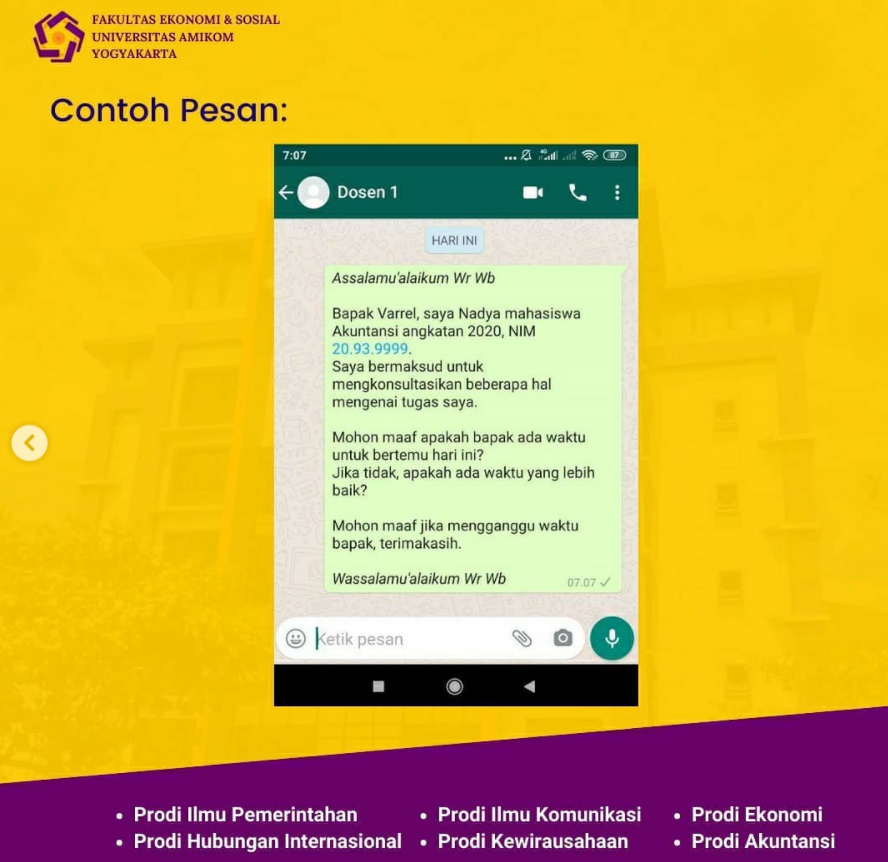 FAKULTAS EKONOMI & SOSIAL
UNIVERSITAS AMIKOM
YOGYAKARTA
Contoh Pesan:
7:07
4G
87
Dosen 1
HARI INI
Assalamu'alaikum Wr Wb
Bapak Varrel, saya Nadya mahasiswa
Akuntansi angkatan 2020, NIM
20.93.9999.
Saya bermaksud untuk
mengkonsultasikan beberapa hal
mengenai tugas saya.
Mohon maaf apakah bapak ada waktu
untuk bertemu hari ini?
Jika tidak, apakah ada waktu yang lebih
baik?
Mohon maaf jika mengganggu waktu
bapak, terimakasih.
Wassalamu'alaikum Wr Wb
07.07
Ketik pesan
• Prodi Ilmu Pemerintahan • Prodi Ilmu Komunikasi • Prodi Ekonomi
• Prodi Hubungan Internasional • Prodi Kewirausahaan • Prodi Akuntansi